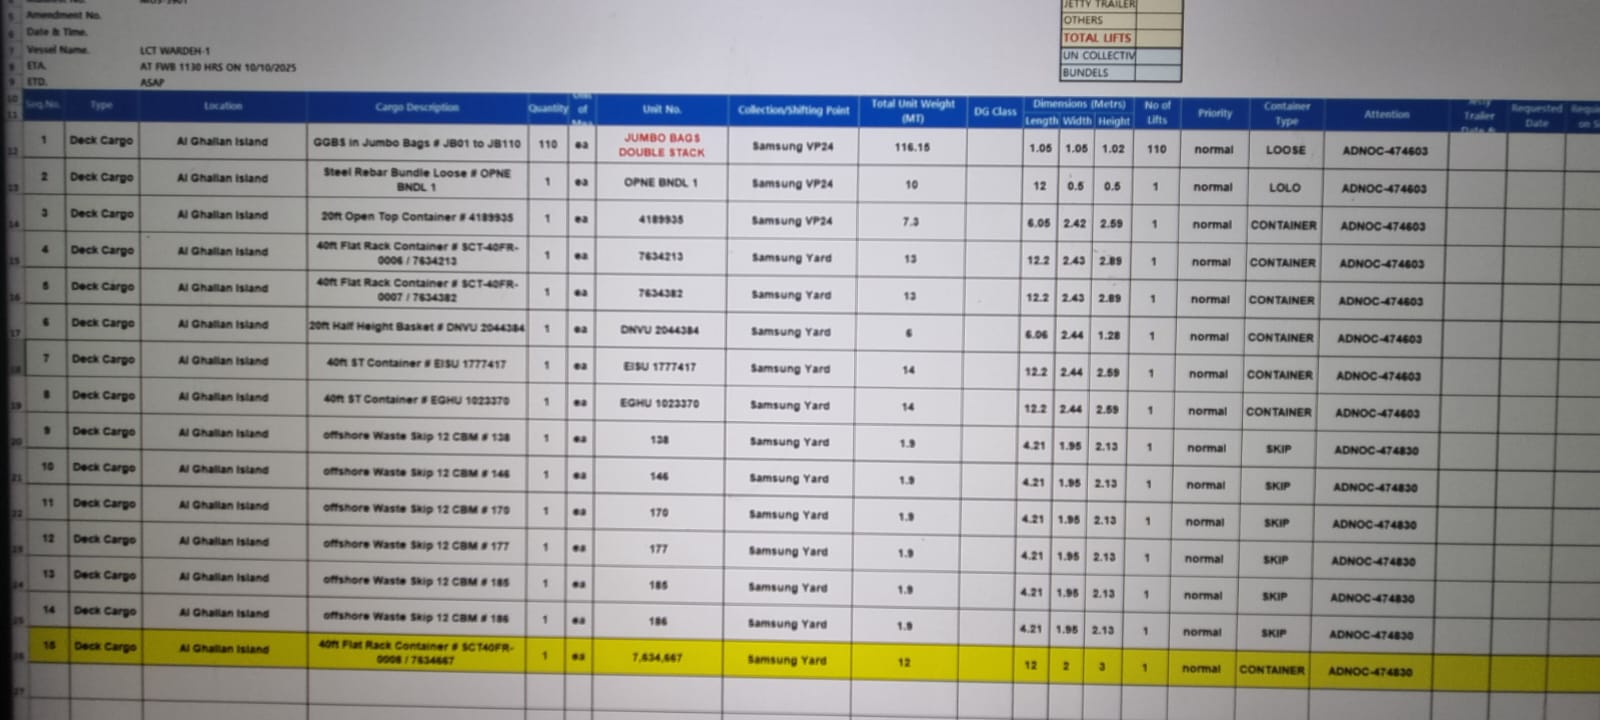 JETTY TRAILER
5 Amendment No.
OTHERS
6 Date & Time.
TOTAL LIFTS
7 Vessel Name. LCT WARDEH-1
UN COLLECTIV
8 ETA. AT FWB 1130 HRS ON 10/10/2025
BUNDELS
9 ETD. ASAP
10 Seq.No. Type Location Cargo Description Quantity of Unit No. Collection/Shifting Point Total Unit Weight (MT) DG Class Dimensions (Metrs) No of Lifts Priority Container Type Attention Trailer Requested Date
11 Length Width Height
12 1 Deck Cargo Al Ghallan Island GGBS in Jumbo Bags # JB01 to JB110 110 ea JUMBO BAGS DOUBLE STACK Samsung VP24 116.15 1.05 1.05 1.02 110 normal LOOSE ADNOC-474603
13 2 Deck Cargo Al Ghallan Island Steel Rebar Bundle Loose # OPNE BNDL 1 1 ea OPNE BNDL 1 Samsung VP24 10 12 0.5 0.5 1 normal LOLO ADNOC-474603
14 3 Deck Cargo Al Ghallan Island 20ft Open Top Container # 4189935 1 ea 4189935 Samsung VP24 7.3 6.05 2.42 2.59 1 normal CONTAINER ADNOC-474603
15 4 Deck Cargo Al Ghallan Island 40ft Flat Rack Container # SCT-40FR-0006 / 7634213 1 ea 7634213 Samsung Yard 13 12.2 2.43 2.89 1 normal CONTAINER ADNOC-474603
16 5 Deck Cargo Al Ghallan Island 40ft Flat Rack Container # SCT-40FR-0007 / 7634382 1 ea 7634382 Samsung Yard 13 12.2 2.43 2.89 1 normal CONTAINER ADNOC-474603
17 6 Deck Cargo Al Ghallan Island 20ft Half Height Basket # DNVU 2044384 1 ea DNVU 2044384 Samsung Yard 6 6.06 2.44 1.28 1 normal CONTAINER ADNOC-474603
18 7 Deck Cargo Al Ghallan Island 40ft ST Container # EISU 1777417 1 ea EISU 1777417 Samsung Yard 14 12.2 2.44 2.59 1 normal CONTAINER ADNOC-474603
19 8 Deck Cargo Al Ghallan Island 40ft ST Container # EGHU 1023370 1 ea EGHU 1023370 Samsung Yard 14 12.2 2.44 2.59 1 normal CONTAINER ADNOC-474603
20 9 Deck Cargo Al Ghallan Island offshore Waste Skip 12 CBM # 138 1 ea 138 Samsung Yard 1.9 4.21 1.95 2.13 1 normal SKIP ADNOC-474830
21 10 Deck Cargo Al Ghallan Island offshore Waste Skip 12 CBM # 146 1 ea 146 Samsung Yard 1.9 4.21 1.95 2.13 1 normal SKIP ADNOC-474830
22 11 Deck Cargo Al Ghallan Island offshore Waste Skip 12 CBM # 170 1 ea 170 Samsung Yard 1.9 4.21 1.95 2.13 1 normal SKIP ADNOC-474830
23 12 Deck Cargo Al Ghallan Island offshore Waste Skip 12 CBM # 177 1 ea 177 Samsung Yard 1.9 4.21 1.95 2.13 1 normal SKIP ADNOC-474830
24 13 Deck Cargo Al Ghallan Island offshore Waste Skip 12 CBM # 185 1 ea 185 Samsung Yard 1.9 4.21 1.95 2.13 1 normal SKIP ADNOC-474830
25 14 Deck Cargo Al Ghallan Island offshore Waste Skip 12 CBM # 186 1 ea 186 Samsung Yard 1.9 4.21 1.95 2.13 1 normal SKIP ADNOC-474830
26 15 Deck Cargo Al Ghallan Island 40ft Flat Rack Container # SCT40FR-0008 / 7634667 1 ea 7,634,667 Samsung Yard 12 12 2 3 1 normal CONTAINER ADNOC-474830
27